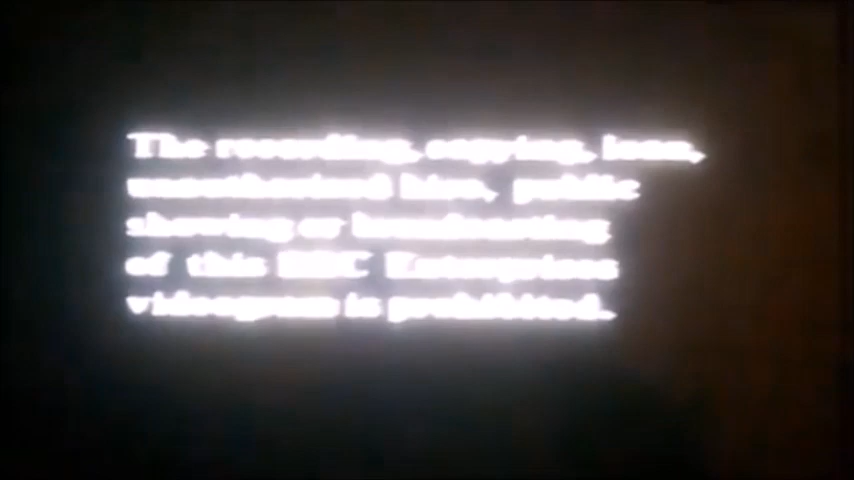 The recording, copying, loan,
unauthorised hire, public
showing or broadcasting
of this BBC Enterprises
videogram is prohibited.